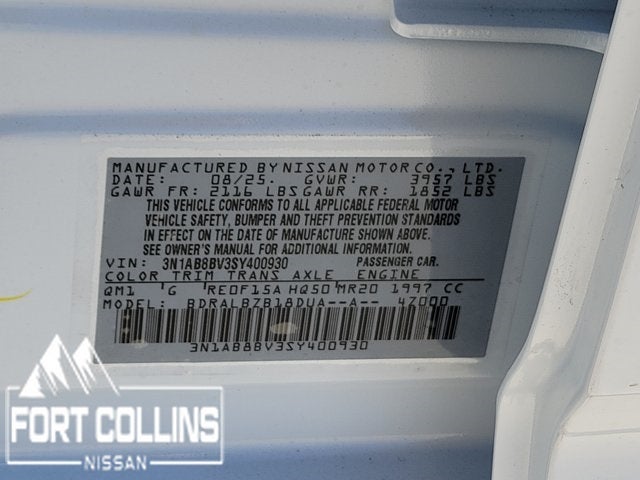 MANUFACTURED BY NISSAN MOTOR CO., LTD.
DATE: 08/25. GVWR: 3957 LBS
GAWR FR: 2116 LBS GAWR RR: 1852 LBS
THIS VEHICLE CONFORMS TO ALL APPLICABLE FEDERAL MOTOR
VEHICLE SAFETY, BUMPER AND THEFT PREVENTION STANDARDS
IN EFFECT ON THE DATE OF MANUFACTURE SHOWN ABOVE.
SEE OWNER'S MANUAL FOR ADDITIONAL INFORMATION.
VIN: 3N1AB8BV3SY400930 PASSENGER CAR.
COLOR TRIM TRANS AXLE ENGINE
QM1 G RE0F15A HQ50 MR20 1997 CC
MODEL: BDRALBZB18DUA--A-- 47000
3N1AB8BV3SY400930
FORT COLLINS
NISSAN